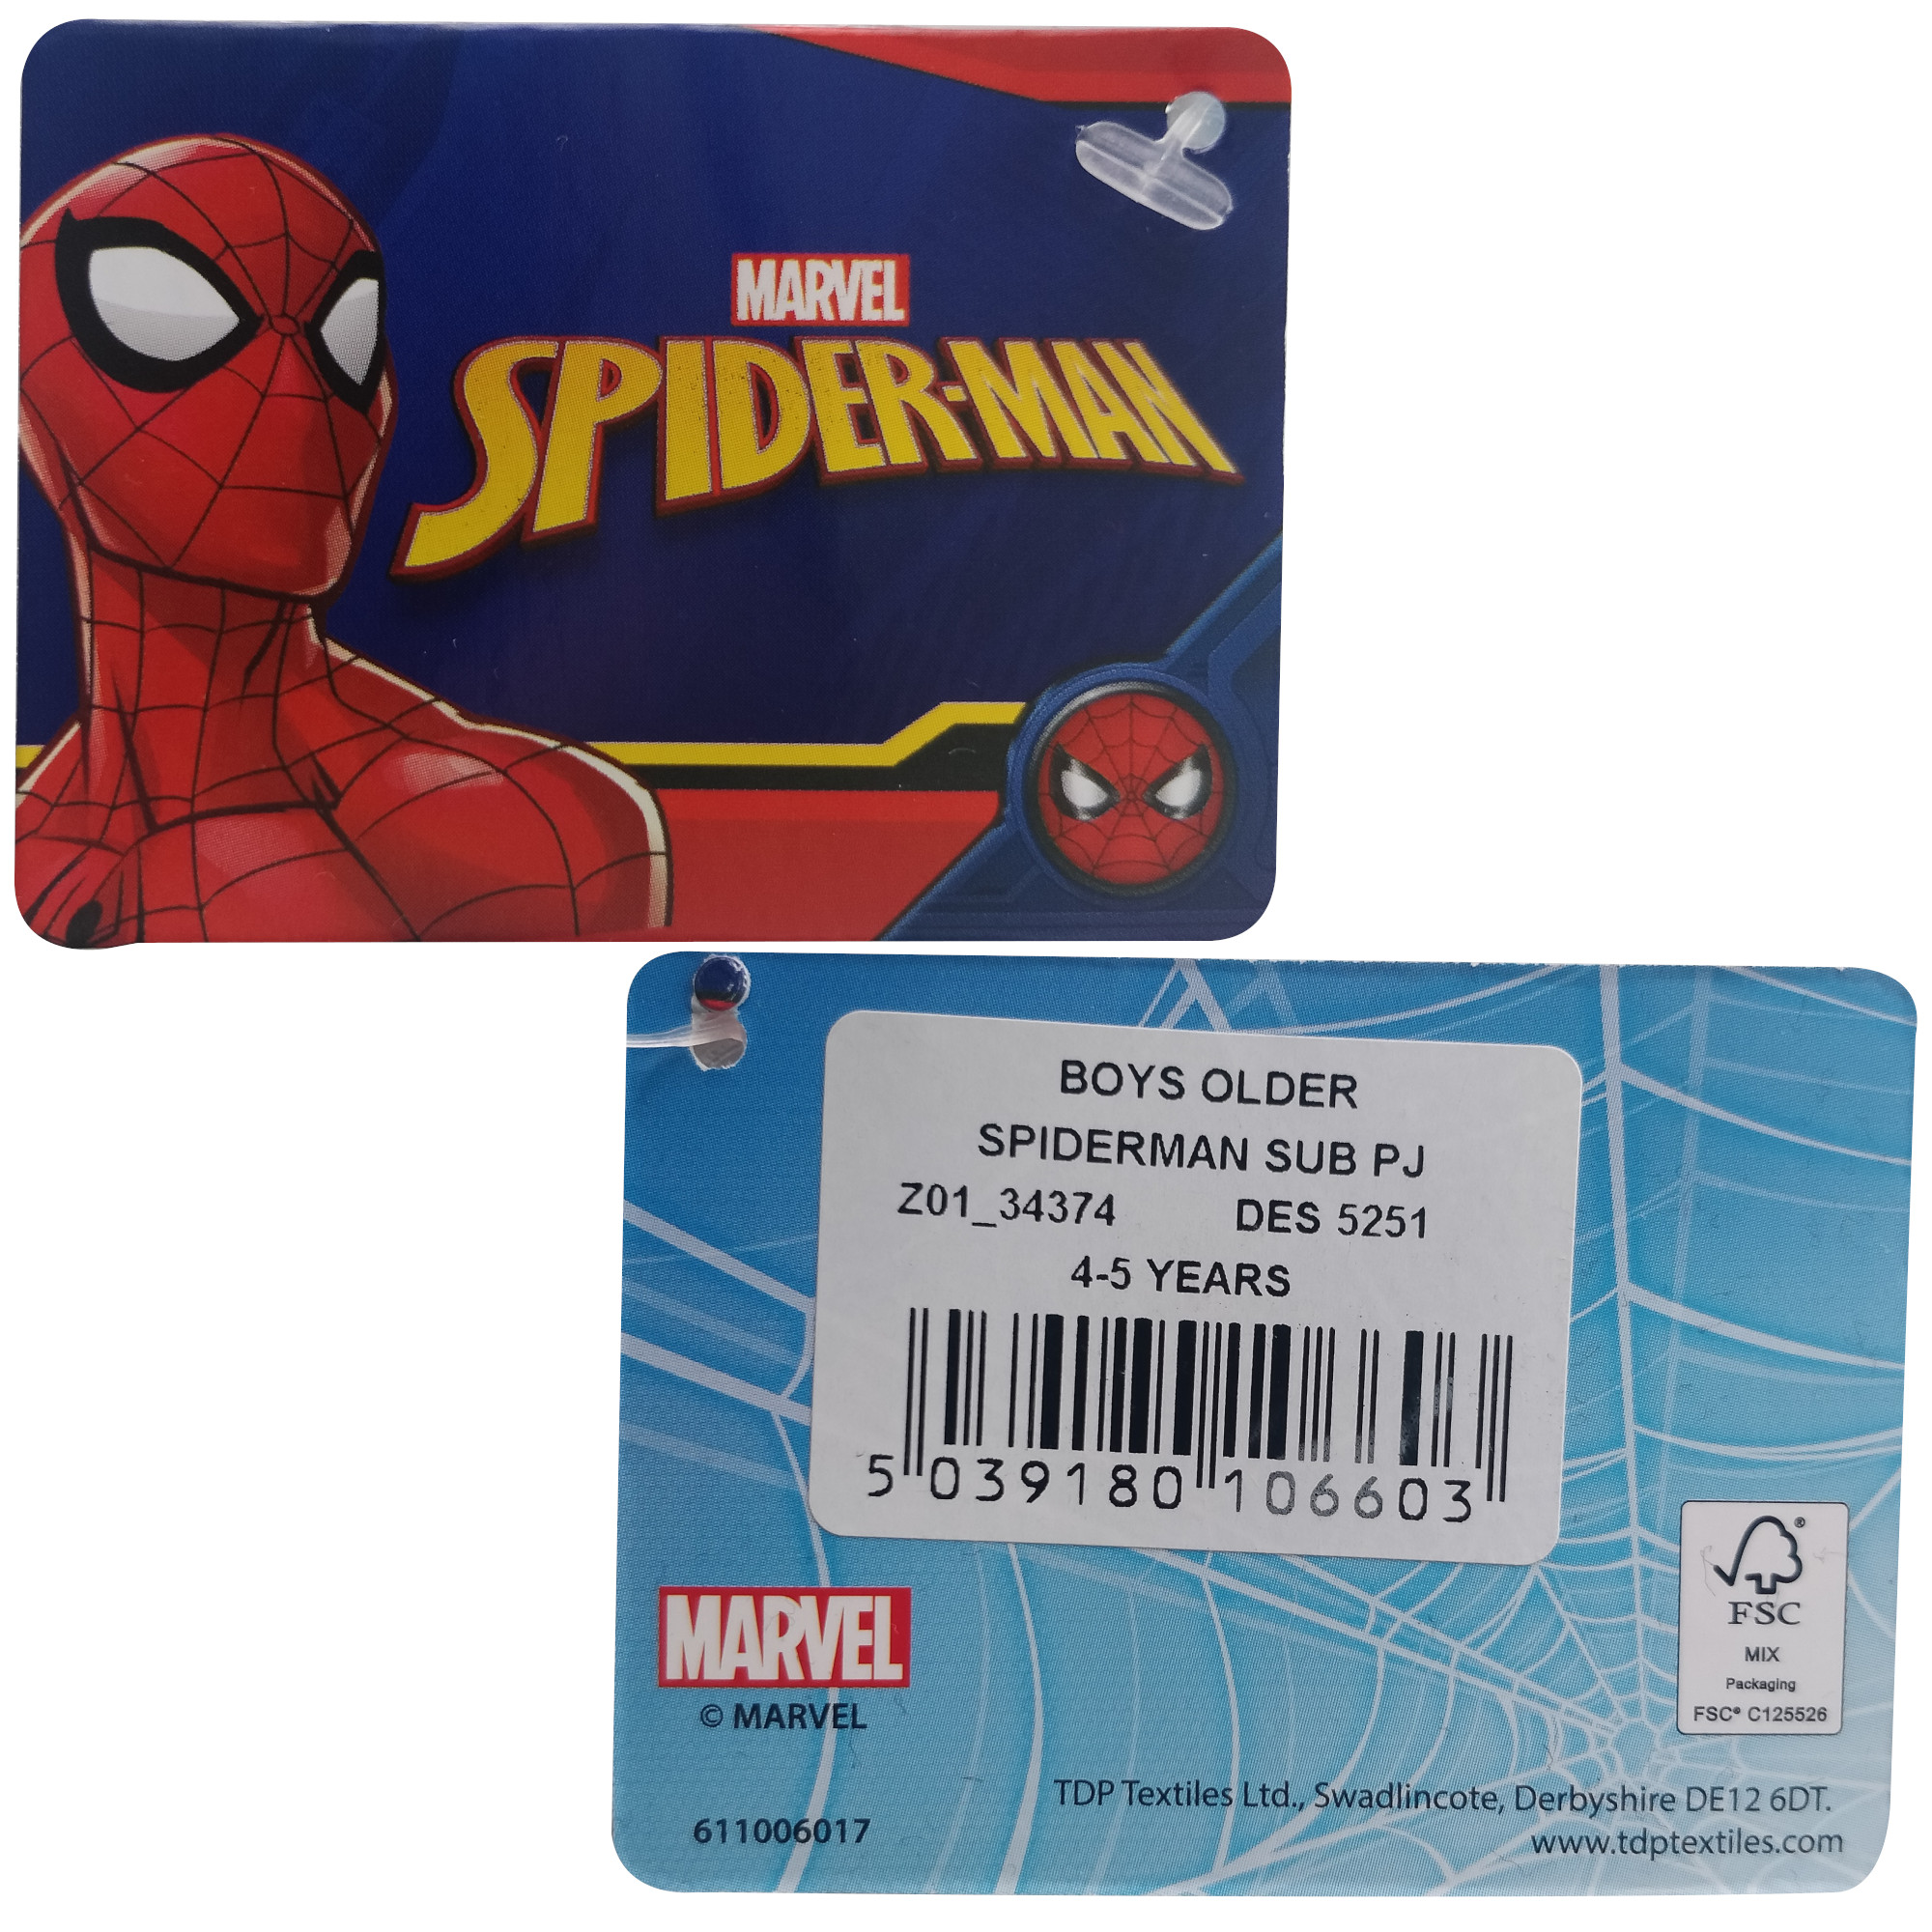 MARVEL
SPIDER-MAN
BOYS OLDER
SPIDERMAN SUB PJ
Z01_34374 DES 5251
4-5 YEARS
5 039180 106603
MARVEL
© MARVEL
611006017
®
FSC
MIX
Packaging
FSC® C125526
TDP Textiles Ltd., Swadlincote, Derbyshire DE12 6DT.
www.tdptextiles.com